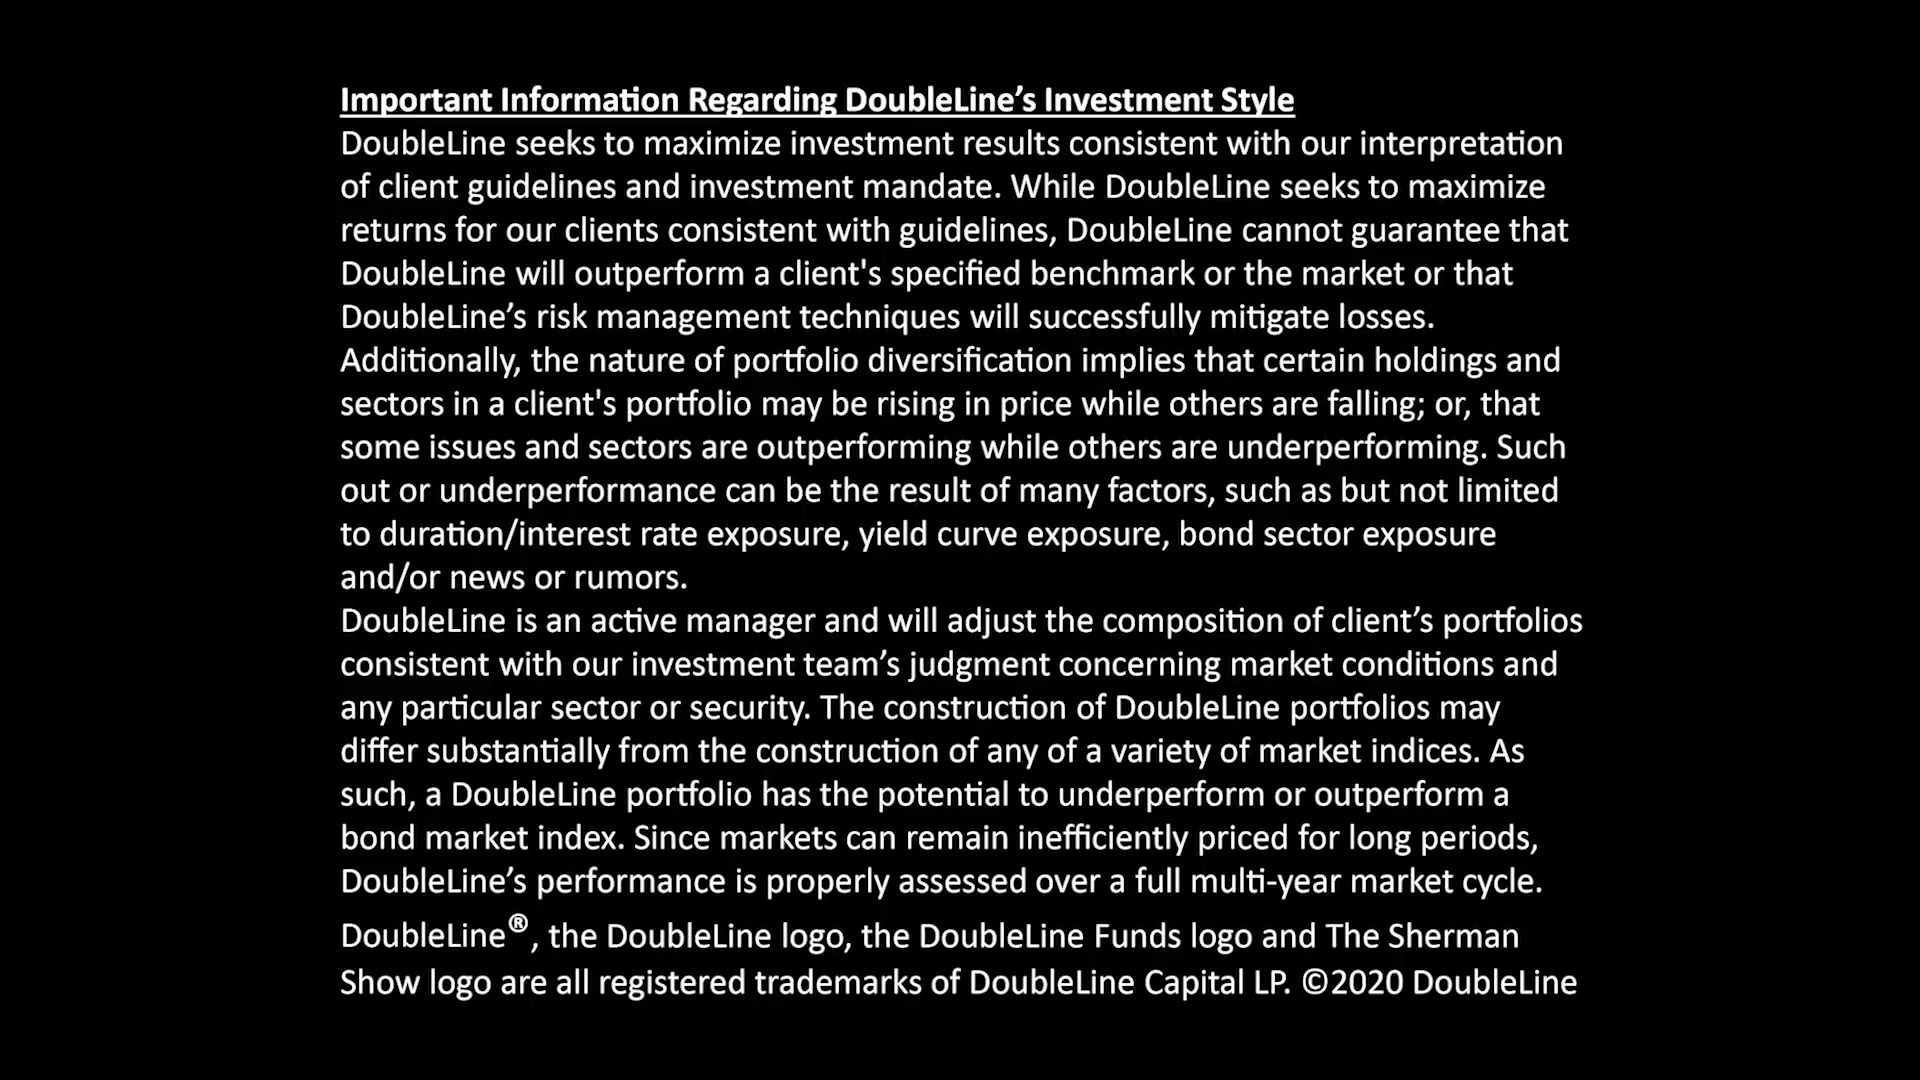 Important Information Regarding DoubleLine’s Investment Style
DoubleLine seeks to maximize investment results consistent with our interpretation
of client guidelines and investment mandate. While DoubleLine seeks to maximize
returns for our clients consistent with guidelines, DoubleLine cannot guarantee that
DoubleLine will outperform a client's specified benchmark or the market or that
DoubleLine’s risk management techniques will successfully mitigate losses.
Additionally, the nature of portfolio diversification implies that certain holdings and
sectors in a client's portfolio may be rising in price while others are falling; or, that
some issues and sectors are outperforming while others are underperforming. Such
out or underperformance can be the result of many factors, such as but not limited
to duration/interest rate exposure, yield curve exposure, bond sector exposure
and/or news or rumors.
DoubleLine is an active manager and will adjust the composition of client’s portfolios
consistent with our investment team’s judgment concerning market conditions and
any particular sector or security. The construction of DoubleLine portfolios may
differ substantially from the construction of any of a variety of market indices. As
such, a DoubleLine portfolio has the potential to underperform or outperform a
bond market index. Since markets can remain inefficiently priced for long periods,
DoubleLine’s performance is properly assessed over a full multi-year market cycle.
DoubleLine®, the DoubleLine logo, the DoubleLine Funds logo and The Sherman
Show logo are all registered trademarks of DoubleLine Capital LP. ©2020 DoubleLine